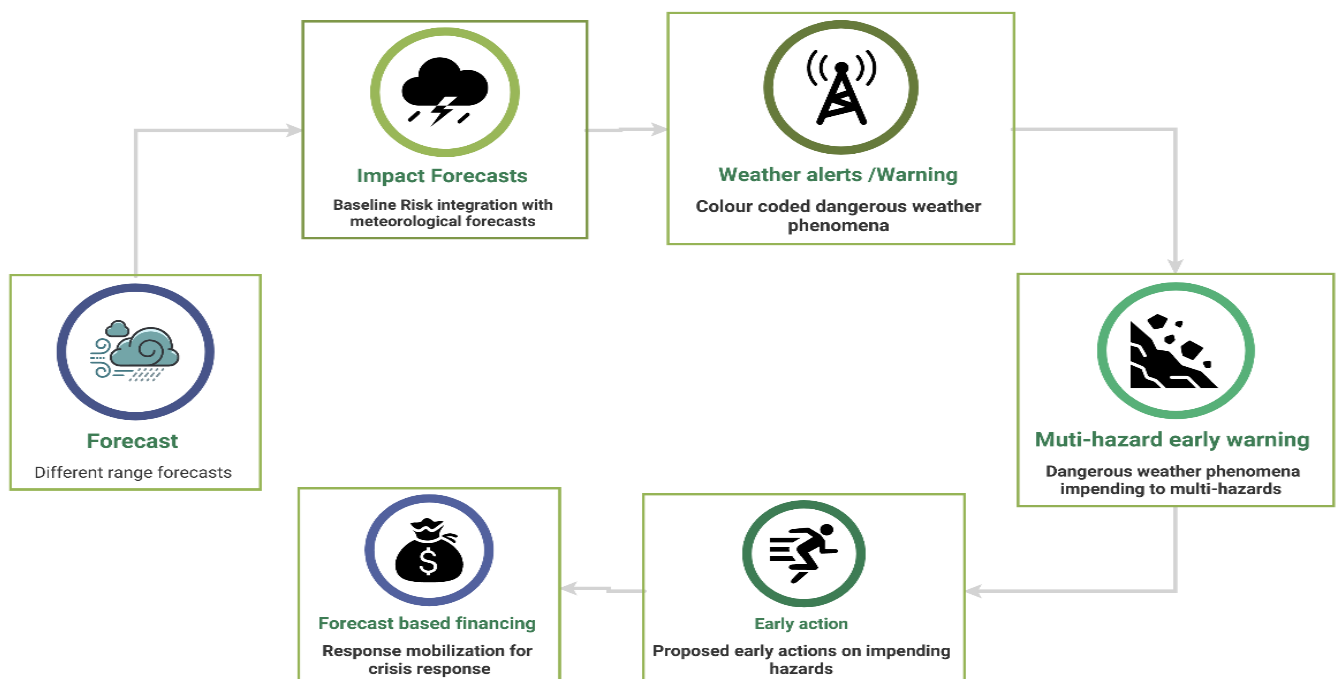 Impact Forecasts
Baseline Risk integration with
meteorological forecasts
Weather alerts /Warning
Colour coded dangerous weather
phenomena
Forecast
Different range forecasts
Muti-hazard early warning
Dangerous weather phenomena
impending to multi-hazards
$
Forecast based financing
Response mobilization for
crisis response
Early action
Proposed early actions on impending
hazards